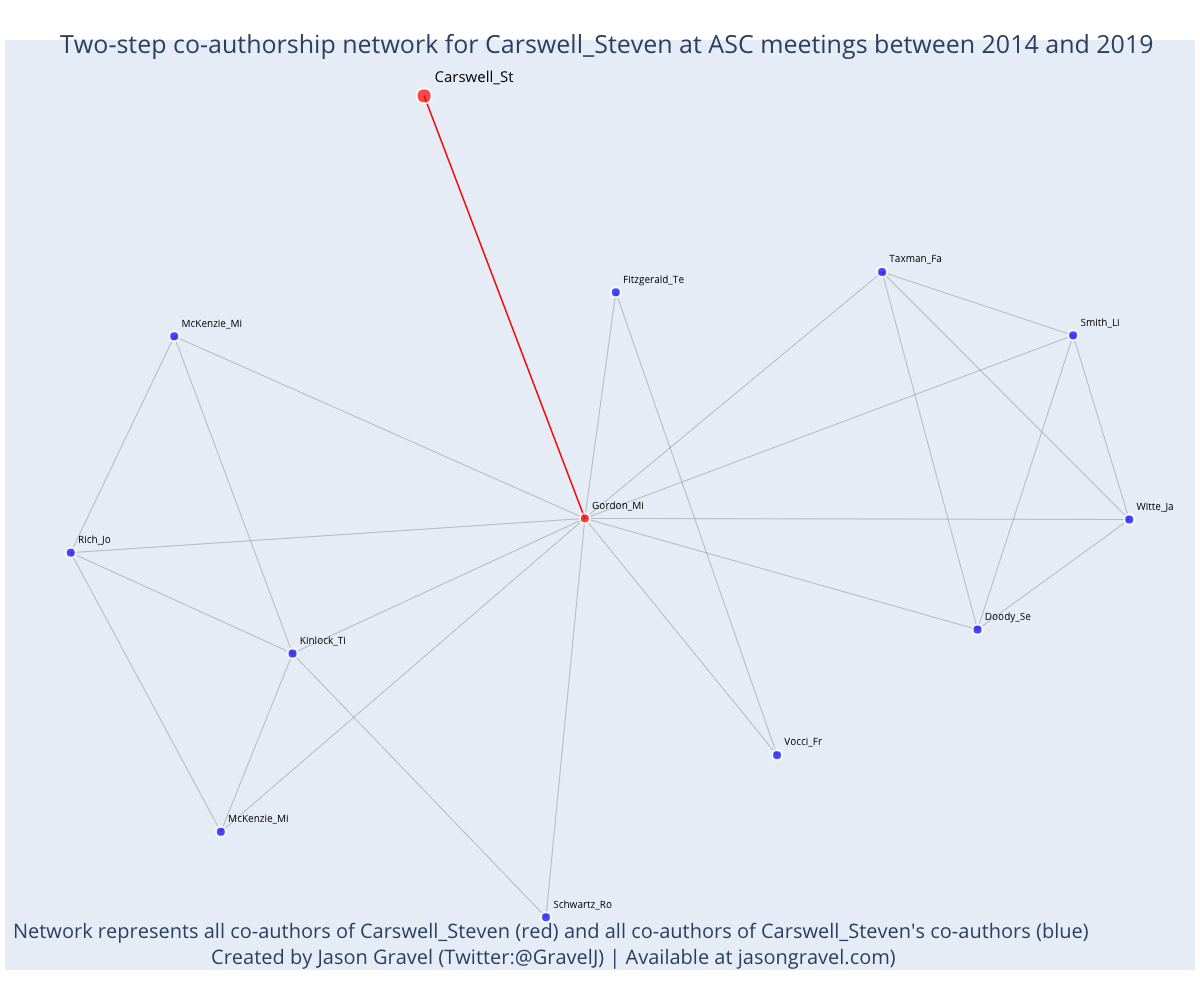 Two-step co-authorship network for Carswell_Steven at ASC meetings between 2014 and 2019
Carswell_St
Taxman_Fa
Fitzgerald_Te
Smith_Li
McKenzie_Mi
Gordon_Mi
Witte_Ja
Rich_Jo
Doody_Se
Kinlock_Ti
Vocci_Fr
McKenzie_Mi
Schwartz_Ro
Network represents all co-authors of Carswell_Steven (red) and all co-authors of Carswell_Steven's co-authors (blue)
Created by Jason Gravel (Twitter:@GravelJ) | Available at jasongravel.com)